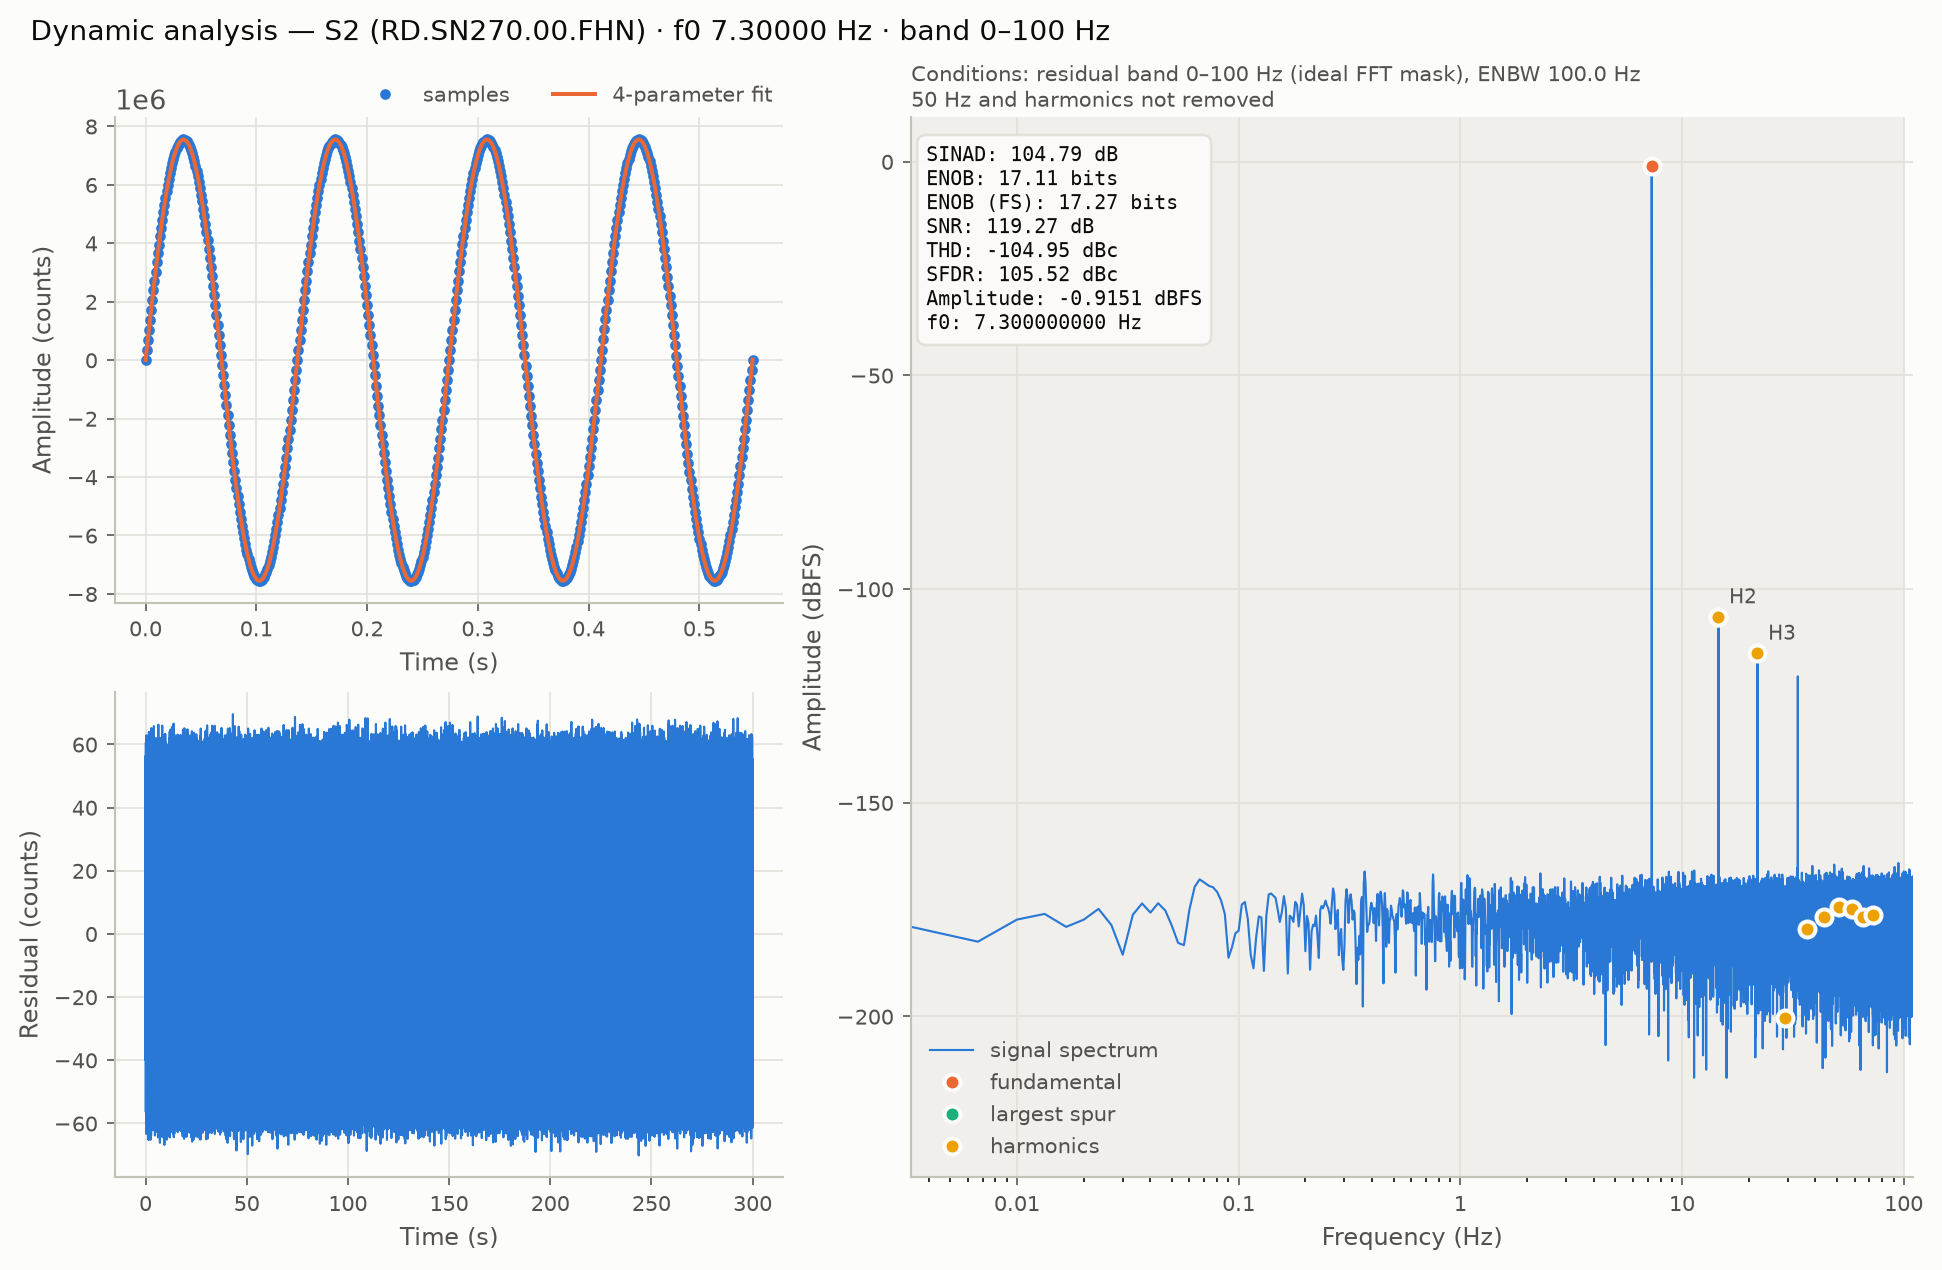 Dynamic analysis — S2 (RD.SN270.00.FHN) · f0 7.30000 Hz · band 0–100 Hz
1e6
samples
4-parameter fit
8
6
4
2
0
−2
−4
−6
−8
Amplitude (counts)
0.0 0.1 0.2 0.3 0.4 0.5
Time (s)
60
40
20
0
−20
−40
−60
Residual (counts)
0 50 100 150 200 250 300
Time (s)
Conditions: residual band 0–100 Hz (ideal FFT mask), ENBW 100.0 Hz
50 Hz and harmonics not removed
SINAD: 104.79 dB
ENOB: 17.11 bits
ENOB (FS): 17.27 bits
SNR: 119.27 dB
THD: -104.95 dBc
SFDR: 105.52 dBc
Amplitude: -0.9151 dBFS
f0: 7.300000000 Hz
0
−50
−100
−150
−200
Amplitude (dBFS)
H2
H3
signal spectrum
fundamental
largest spur
harmonics
0.01 0.1 1 10 100
Frequency (Hz)